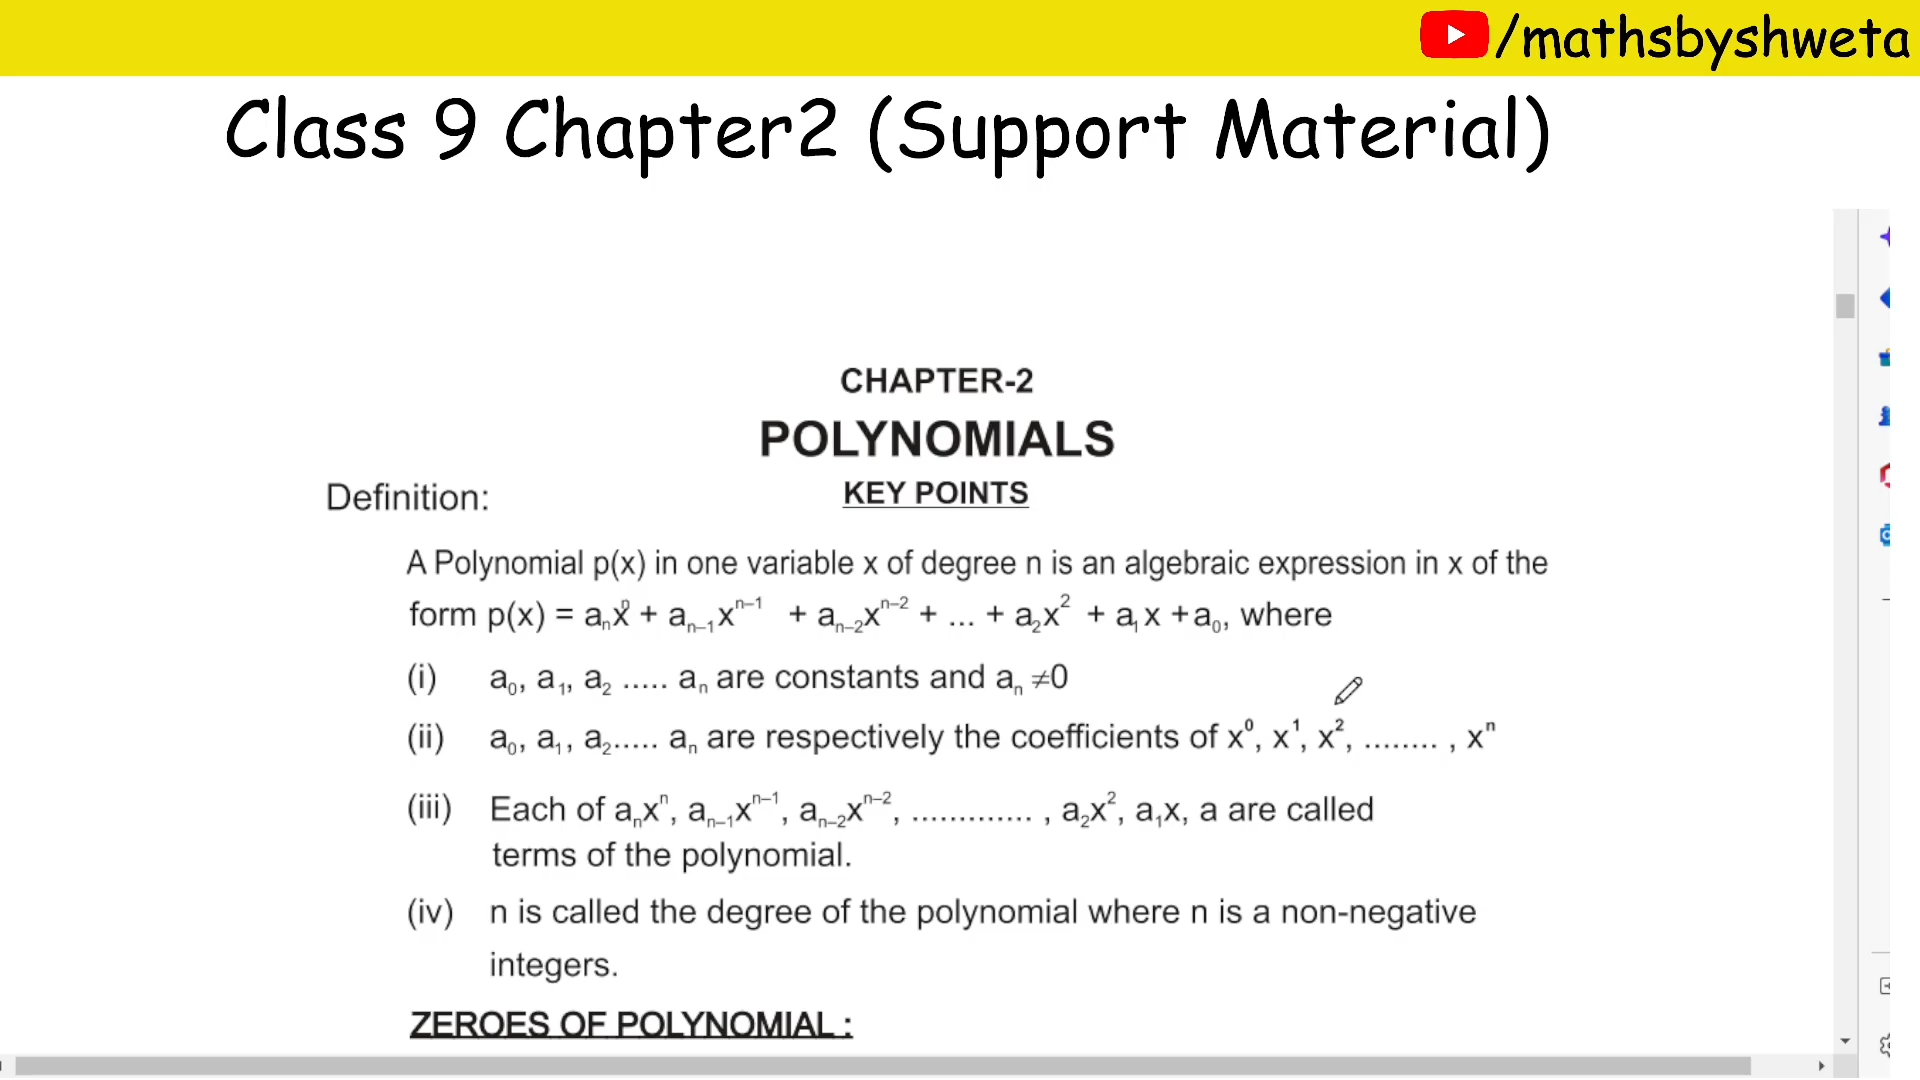 /mathsbyshweta
Class 9 Chapter2 (Support Material)
CHAPTER-2
POLYNOMIALS
Definition:
KEY POINTS
A Polynomial p(x) in one variable x of degree n is an algebraic expression in x of the
form p(x) = aₙxⁿ + aₙ₋₁xⁿ⁻¹ + aₙ₋₂xⁿ⁻² + ... + a₂x² + a₁x + a₀, where
(i) a₀, a₁, a₂ ..... aₙ are constants and aₙ ≠0
(ii) a₀, a₁, a₂..... aₙ are respectively the coefficients of x⁰, x¹, x², ........ , xⁿ
(iii) Each of aₙxⁿ, aₙ₋₁xⁿ⁻¹, aₙ₋₂xⁿ⁻², ............. , a₂x², a₁x, a are called
terms of the polynomial.
(iv) n is called the degree of the polynomial where n is a non-negative
integers.
ZEROES OF POLYNOMIAL :